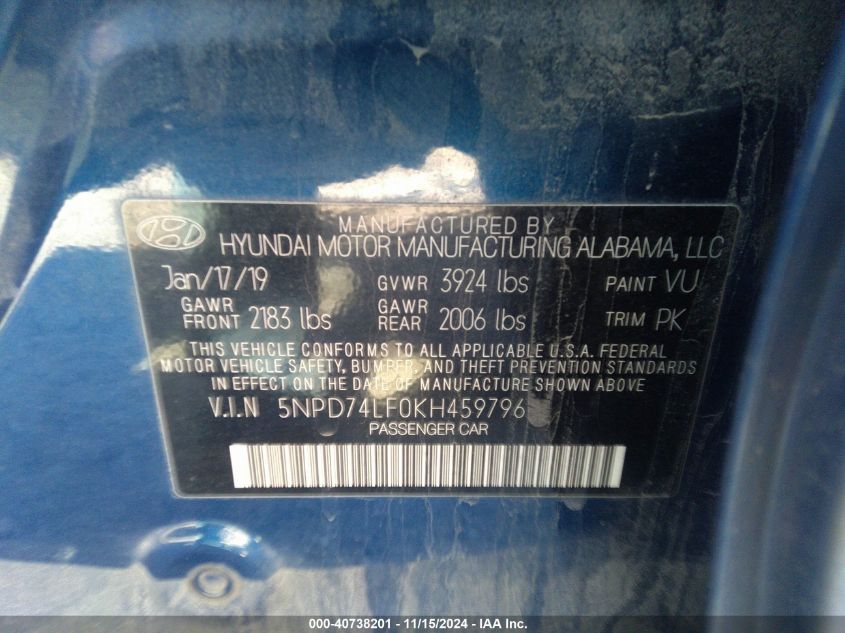 MANUFACTURED BY
HYUNDAI MOTOR MANUFACTURING ALABAMA, LLC
Jan/17/19 GVWR 3924 lbs PAINT VU
GAWR FRONT 2183 lbs GAWR REAR 2006 lbs TRIM PK
THIS VEHICLE CONFORMS TO ALL APPLICABLE U.S.A. FEDERAL
MOTOR VEHICLE SAFETY, BUMPER, AND THEFT PREVENTION STANDARDS
IN EFFECT ON THE DATE OF MANUFACTURE SHOWN ABOVE
V.I.N 5NPD74LF0KH459796
PASSENGER CAR
000--40738201 - 11/15/2024 - IAA Inc.